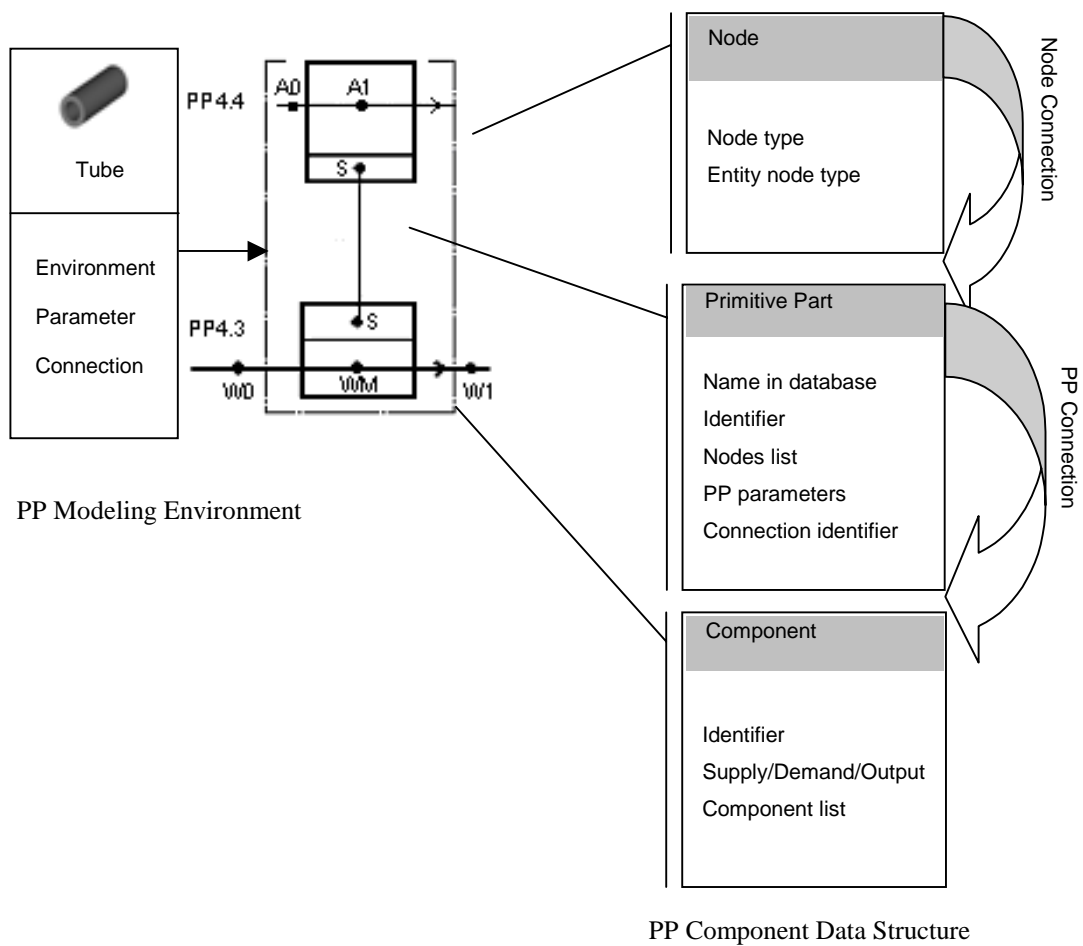 Tube
Environment
Parameter
Connection
PP4.4
A0
A1
S
PP4.3
S
W0
WM
W1
PP Modeling Environment
Node
Node type
Entity node type
Node Connection
Primitive Part
Name in database
Identifier
Nodes list
PP parameters
Connection identifier
PP Connection
Component
Identifier
Supply/Demand/Output
Component list
PP Component Data Structure